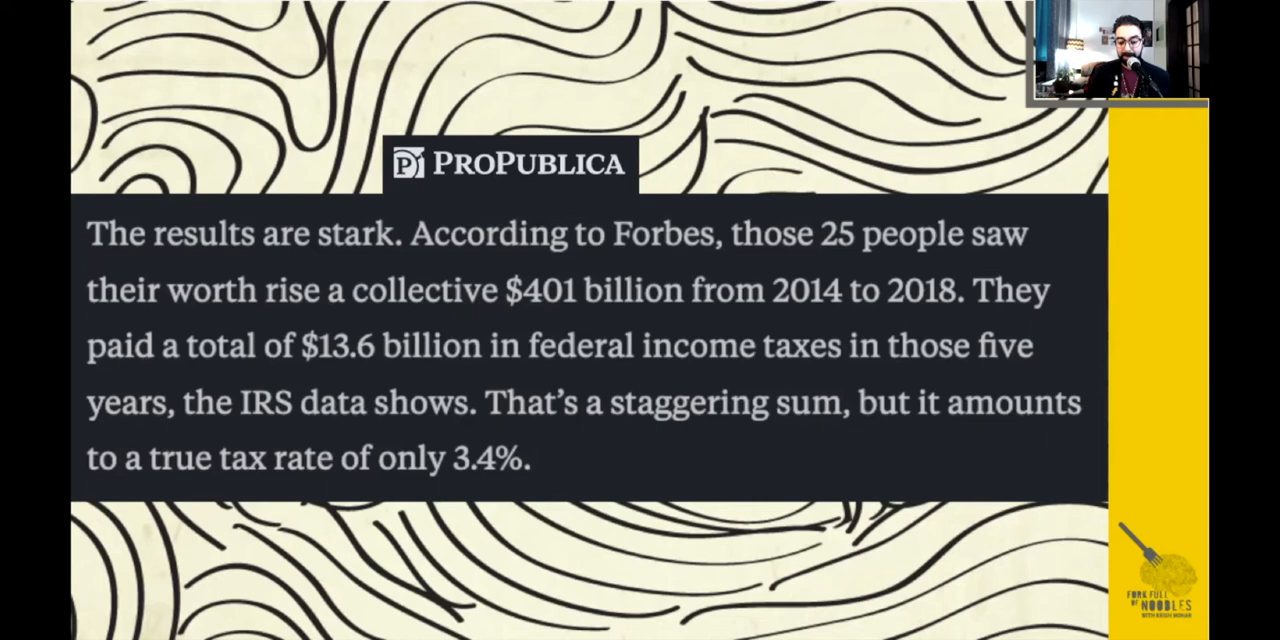 PROPUBLICA
The results are stark. According to Forbes, those 25 people saw
their worth rise a collective $401 billion from 2014 to 2018. They
paid a total of $13.6 billion in federal income taxes in those five
years, the IRS data shows. That’s a staggering sum, but it amounts
to a true tax rate of only 3.4%.
FORK FULL
OF NOODLES